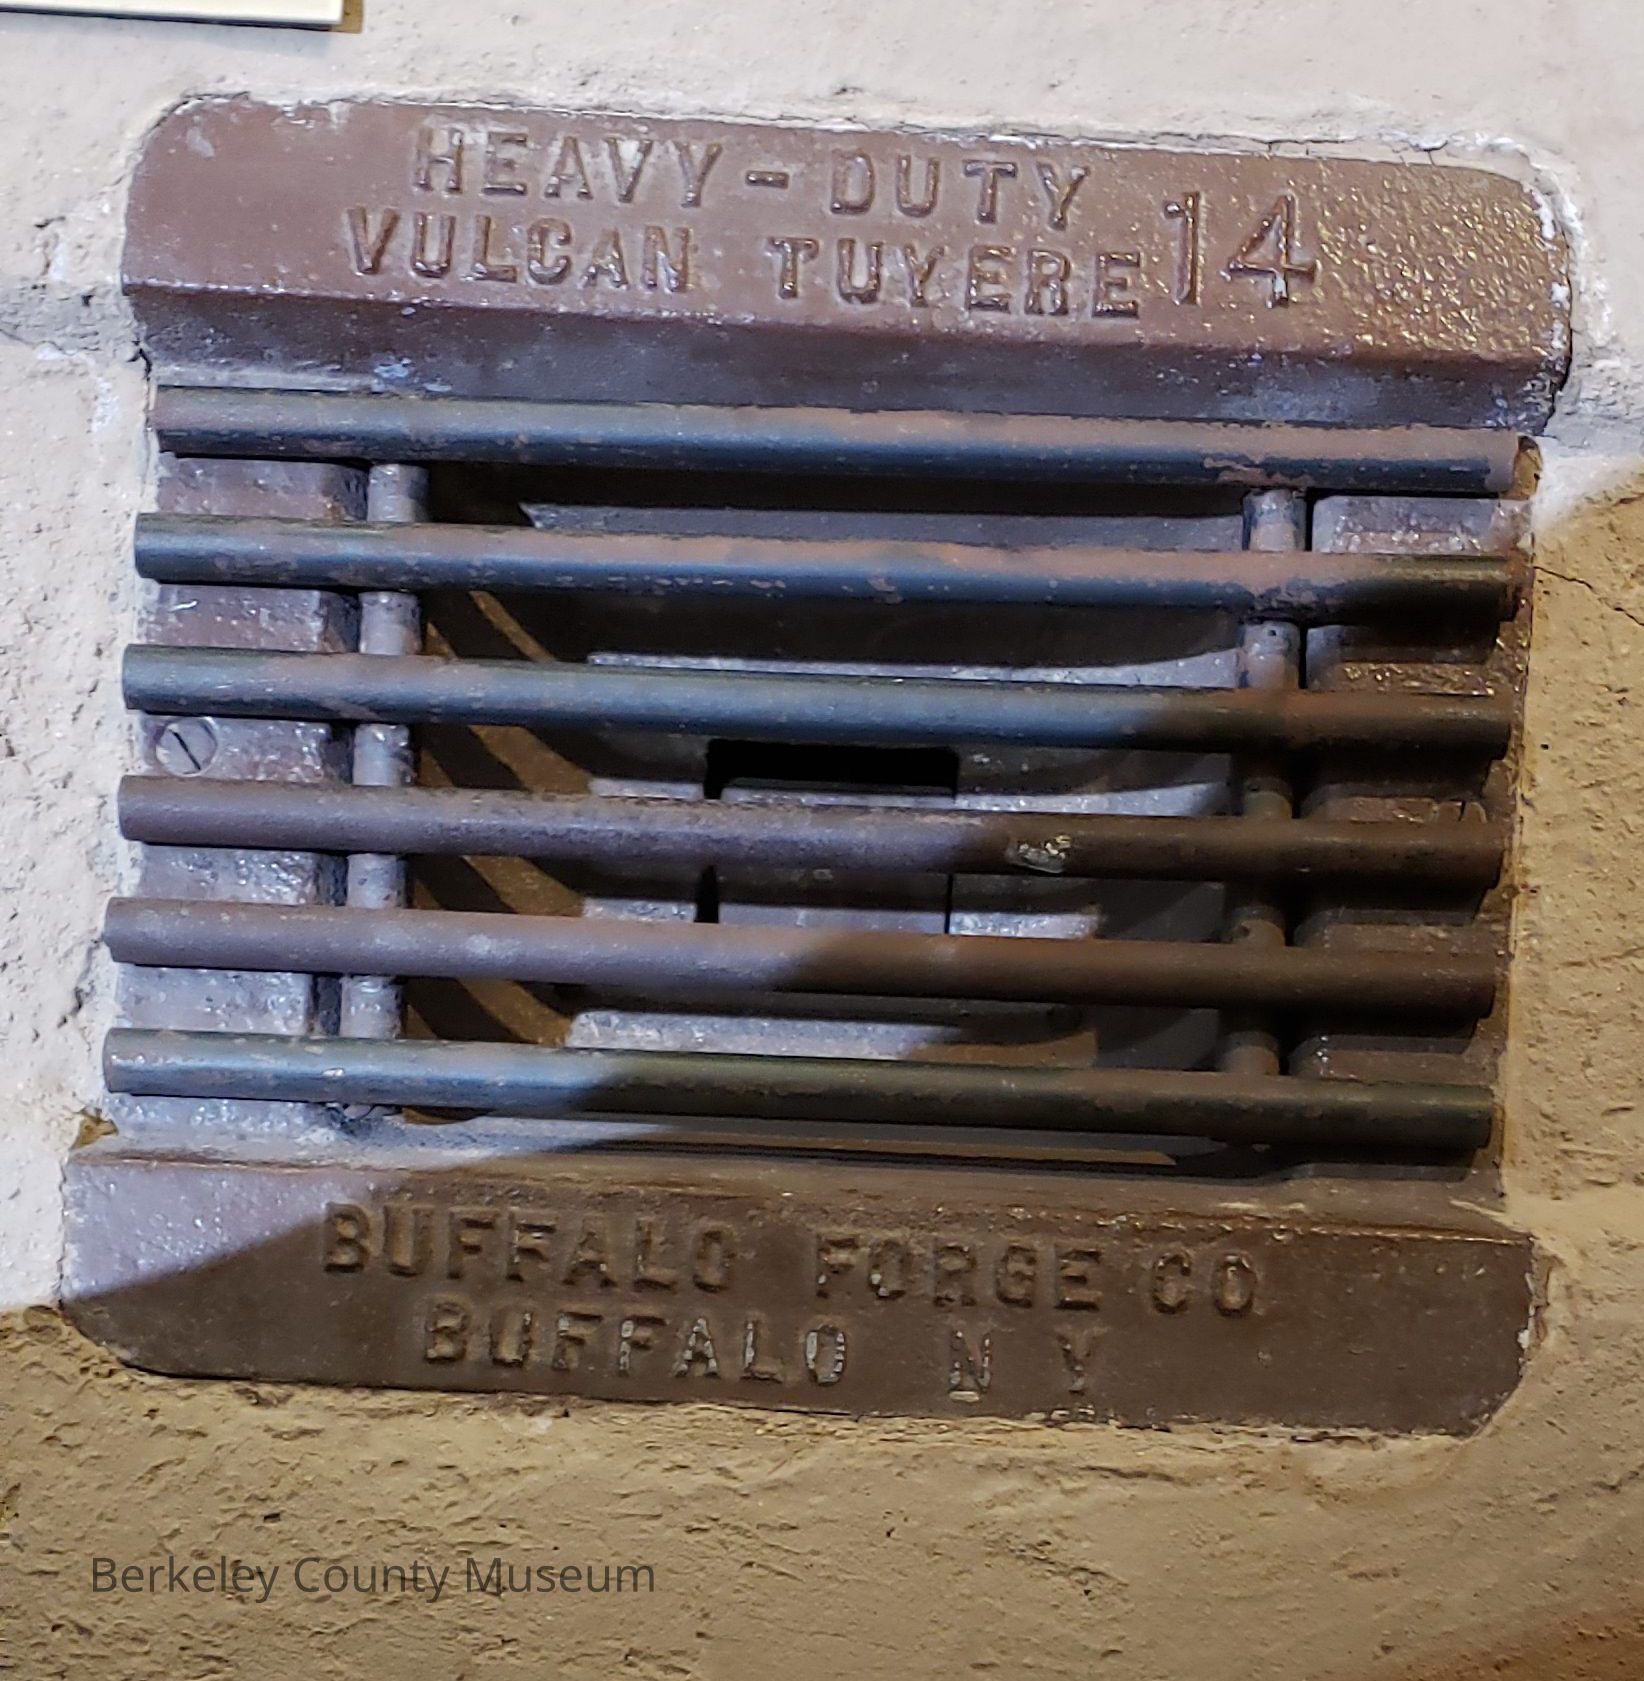 HEAVY-DUTY
VULCAN TUYERE 14
BUFFALO FORGE CO
BUFFALO N Y
Berkeley County Museum